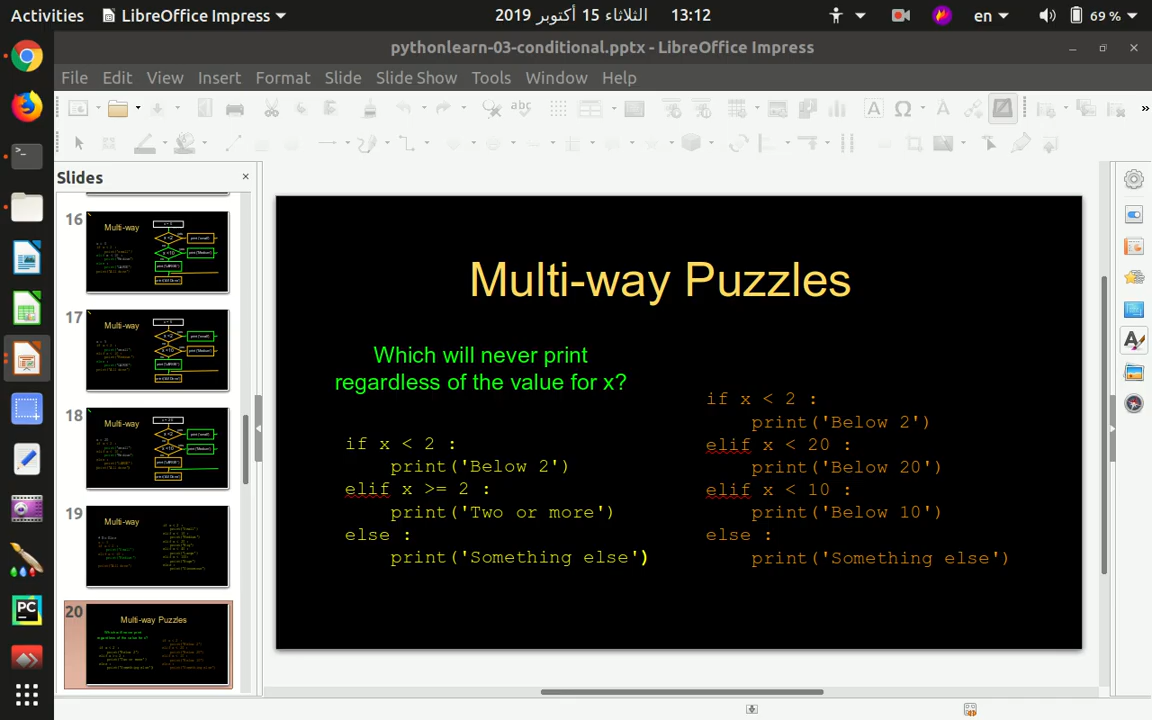 Activities
LibreOffice Impress
الثلاثاء 15 أكتوبر 2019
13:12
en
69 %
pythonlearn-03-conditional.pptx - LibreOffice Impress
File Edit View Insert Format Slide Slide Show Tools Window Help
Slides
16
Multi-way
17
Multi-way
18
Multi-way
19
Multi-way
20
Multi-way Puzzles
Multi-way Puzzles
Which will never print
regardless of the value for x?
if x < 2 :
print('Below 2')
elif x >= 2 :
print('Two or more')
else :
print('Something else')
if x < 2 :
print('Below 2')
elif x < 20 :
print('Below 20')
elif x < 10 :
print('Below 10')
else :
print('Something else')